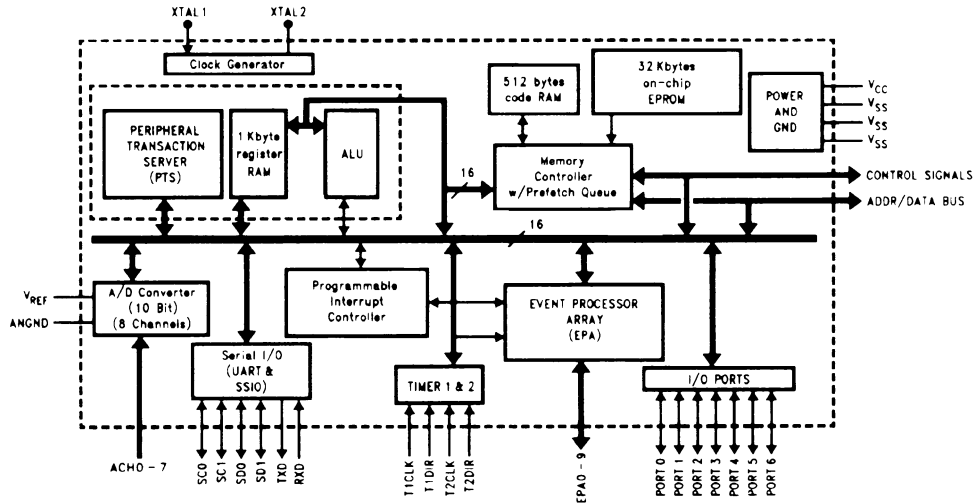 XTAL1
XTAL2
Clock Generator
PERIPHERAL
TRANSACTION
SERVER
(PTS)
1 Kbyte
register
RAM
ALU
512 bytes
code RAM
32 Kbytes
on-chip
EPROM
POWER
AND
GND
VCC
VSS
VSS
VSS
Memory
Controller
w/Prefetch Queue
16
CONTROL SIGNALS
ADDR/DATA BUS
16
VREF
ANGND
A/D Converter
(10 Bit)
(8 Channels)
Programmable
Interrupt
Controller
EVENT PROCESSOR
ARRAY
(EPA)
Serial I/O
(UART &
SSIO)
TIMER 1 & 2
I/O PORTS
ACH0-7
SC0
SC1
SD0
SD1
TXD
RXD
T1CLK
T1DIR
T2CLK
T2DIR
EPA0-9
PORT 0
PORT 1
PORT 2
PORT 3
PORT 4
PORT 5
PORT 6